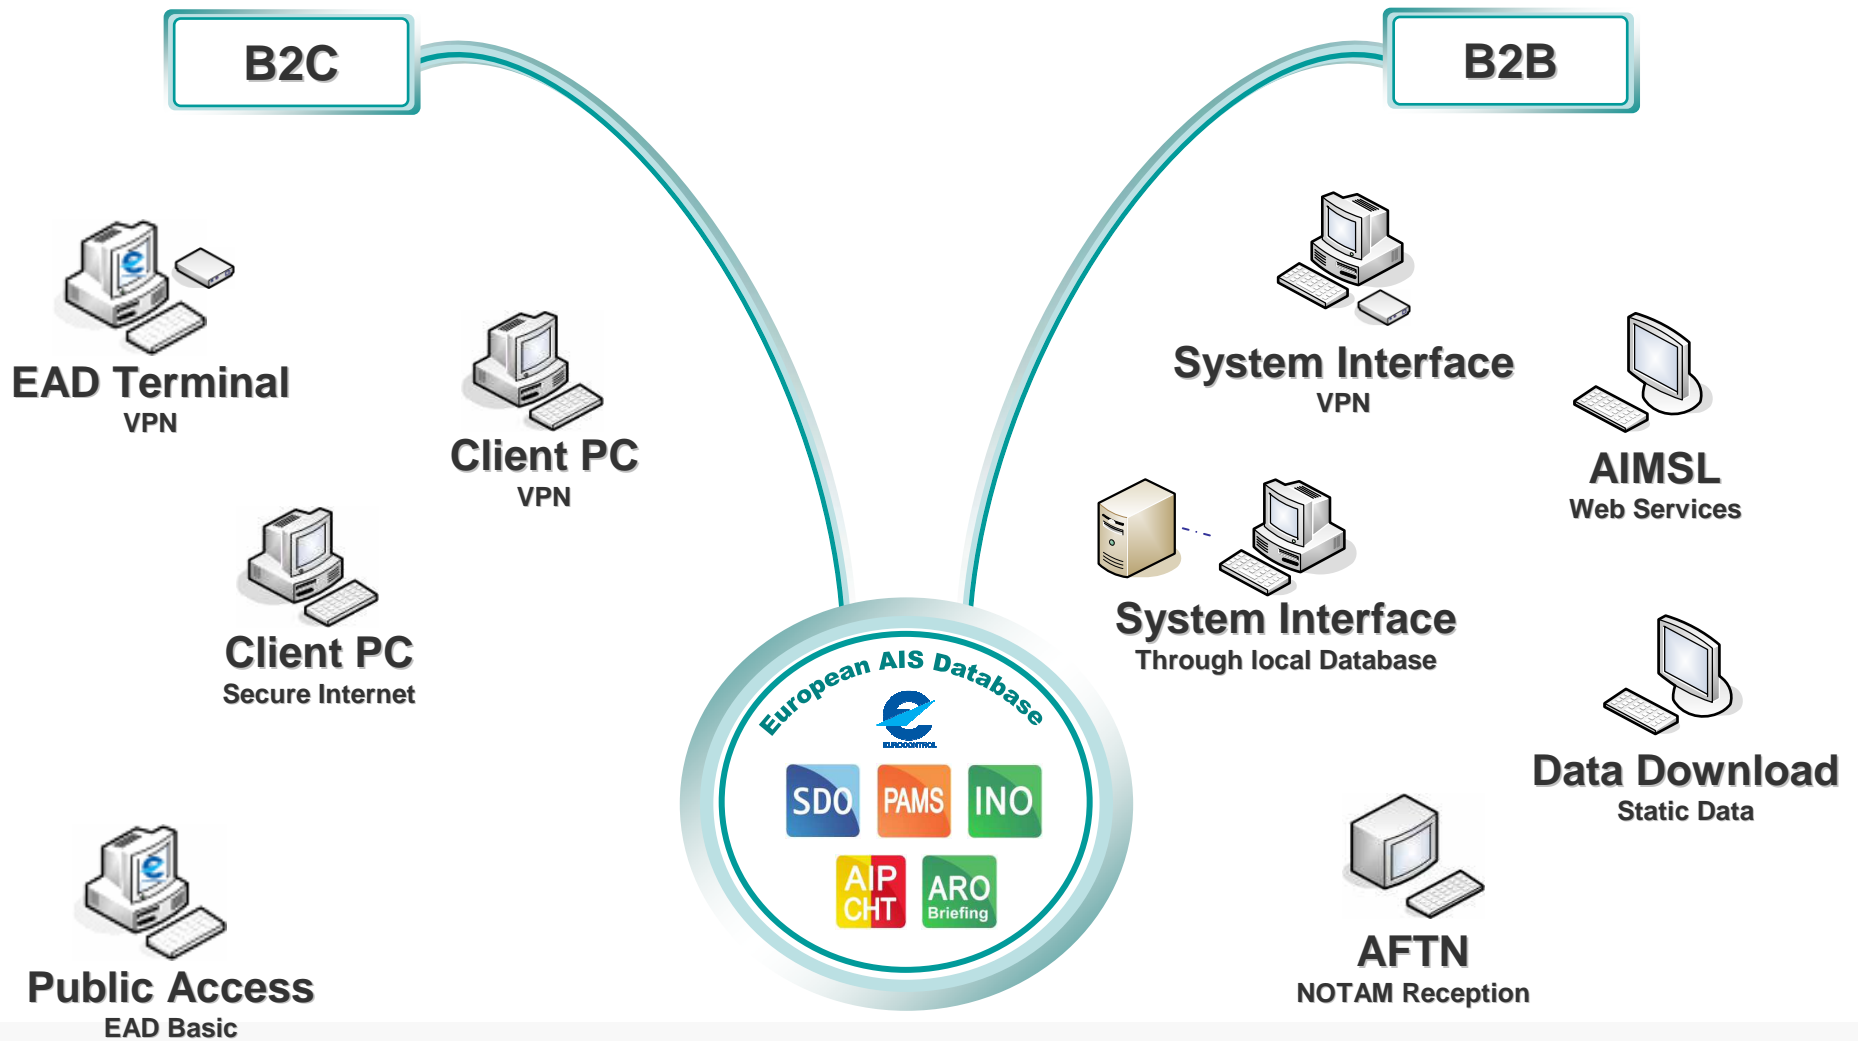 B2C
B2B
EAD Terminal
VPN
Client PC
VPN
Client PC
Secure Internet
Public Access
EAD Basic
System Interface
VPN
AIMSL
Web Services
System Interface
Through local Database
Data Download
Static Data
AFTN
NOTAM Reception
European AIS Database
EUROCONTROL
SDO
PAMS
INO
AIP
CHT
ARO
Briefing